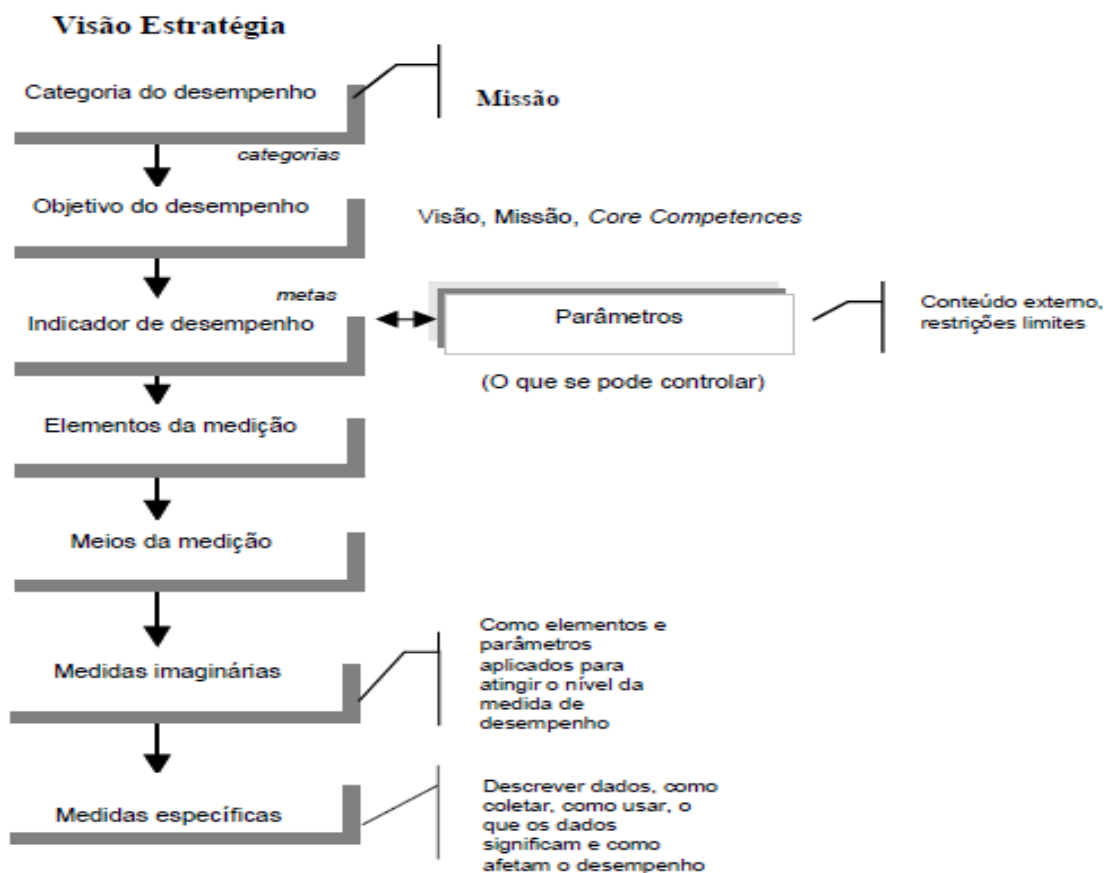 Visão Estratégia
Categoria do desempenho
Missão
categorias
Objetivo do desempenho
Visão, Missão, Core Competences
metas
Indicador de desempenho
Parâmetros
Conteúdo externo,
restrições limites
(O que se pode controlar)
Elementos da medição
Meios da medição
Medidas imaginárias
Como elementos e
parâmetros
aplicados para
atingir o nível da
medida de
desempenho
Medidas específicas
Descrever dados, como
coletar, como usar, o
que os dados
significam e como
afetam o desempenho